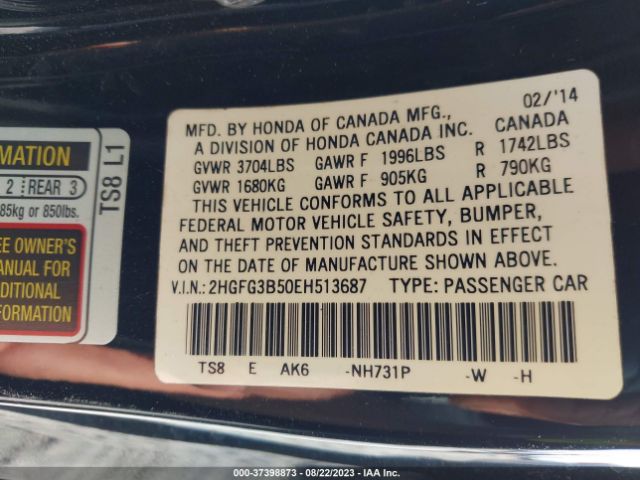 02/'14
MFD. BY HONDA OF CANADA MFG.,
A DIVISION OF HONDA CANADA INC. CANADA
GVWR 3704LBS GAWR F 1996LBS R 1742LBS
GVWR 1680KG GAWR F 905KG R 790KG
THIS VEHICLE CONFORMS TO ALL APPLICABLE
FEDERAL MOTOR VEHICLE SAFETY, BUMPER,
AND THEFT PREVENTION STANDARDS IN EFFECT
ON THE DATE OF MANUFACTURE SHOWN ABOVE.
V.I.N.: 2HGFG3B50EH513687 TYPE: PASSENGER CAR
TS8 E AK6 -NH731P -W -H
MATION
2 REAR 3
85kg or 850lbs.
EE OWNER'S
ANUAL FOR
DDITIONAL
FORMATION
TS8 L1
000-37398873 - 08/22/2023 - IAA Inc.